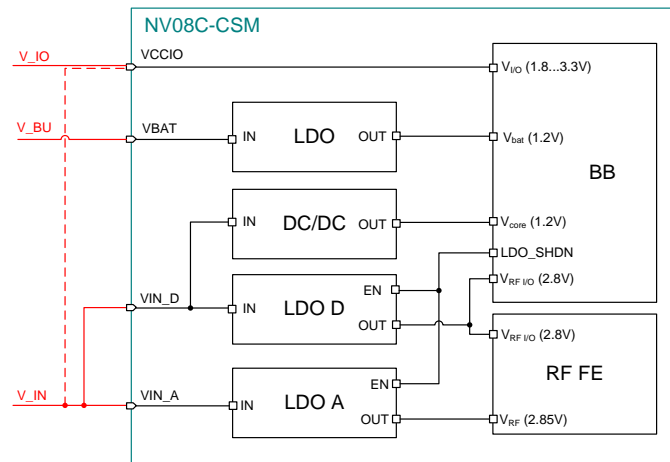 NV08C-CSM
V_IO
VCCIO
V_I/O (1.8...3.3V)
V_BU
VBAT
IN
LDO
OUT
V_bat (1.2V)
BB
IN
DC/DC
OUT
V_core (1.2V)
LDO_SHDN
VIN_D
IN
LDO D
EN
OUT
V_RF I/O (2.8V)
V_RF I/O (2.8V)
RF FE
V_IN
VIN_A
IN
LDO A
EN
OUT
V_RF (2.85V)